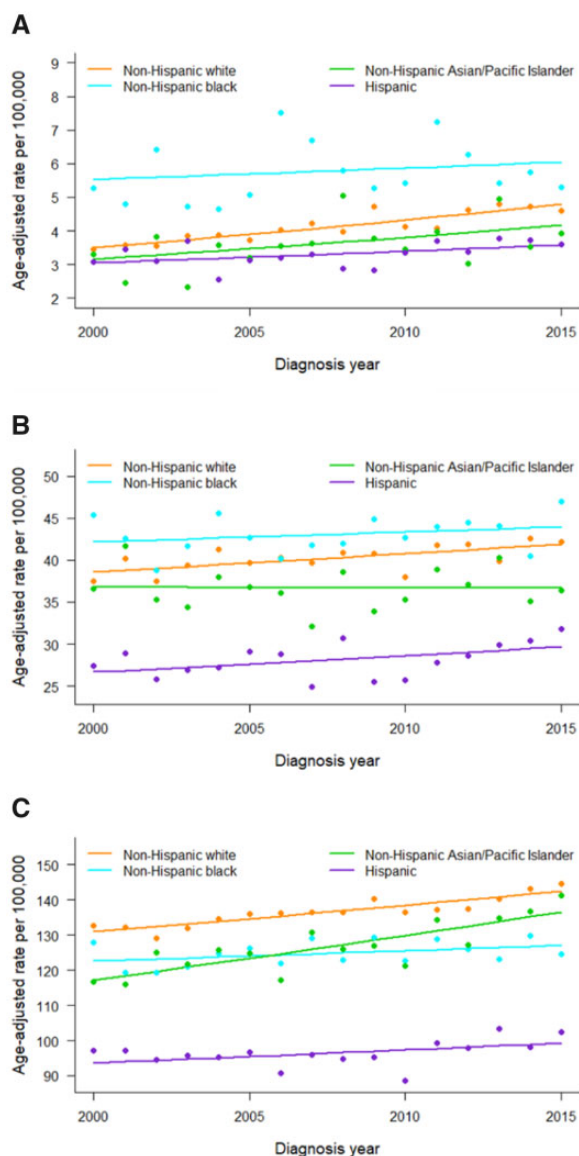 A
Age-adjusted rate per 100,000
Non-Hispanic white Non-Hispanic Asian/Pacific Islander
Non-Hispanic black Hispanic
9
8
7
6
5
4
3
2
2000 2005 2010 2015
Diagnosis year
B
Age-adjusted rate per 100,000
Non-Hispanic white Non-Hispanic Asian/Pacific Islander
Non-Hispanic black Hispanic
50
45
40
35
30
25
2000 2005 2010 2015
Diagnosis year
C
Age-adjusted rate per 100,000
Non-Hispanic white Non-Hispanic Asian/Pacific Islander
Non-Hispanic black Hispanic
150
140
130
120
110
100
90
2000 2005 2010 2015
Diagnosis year